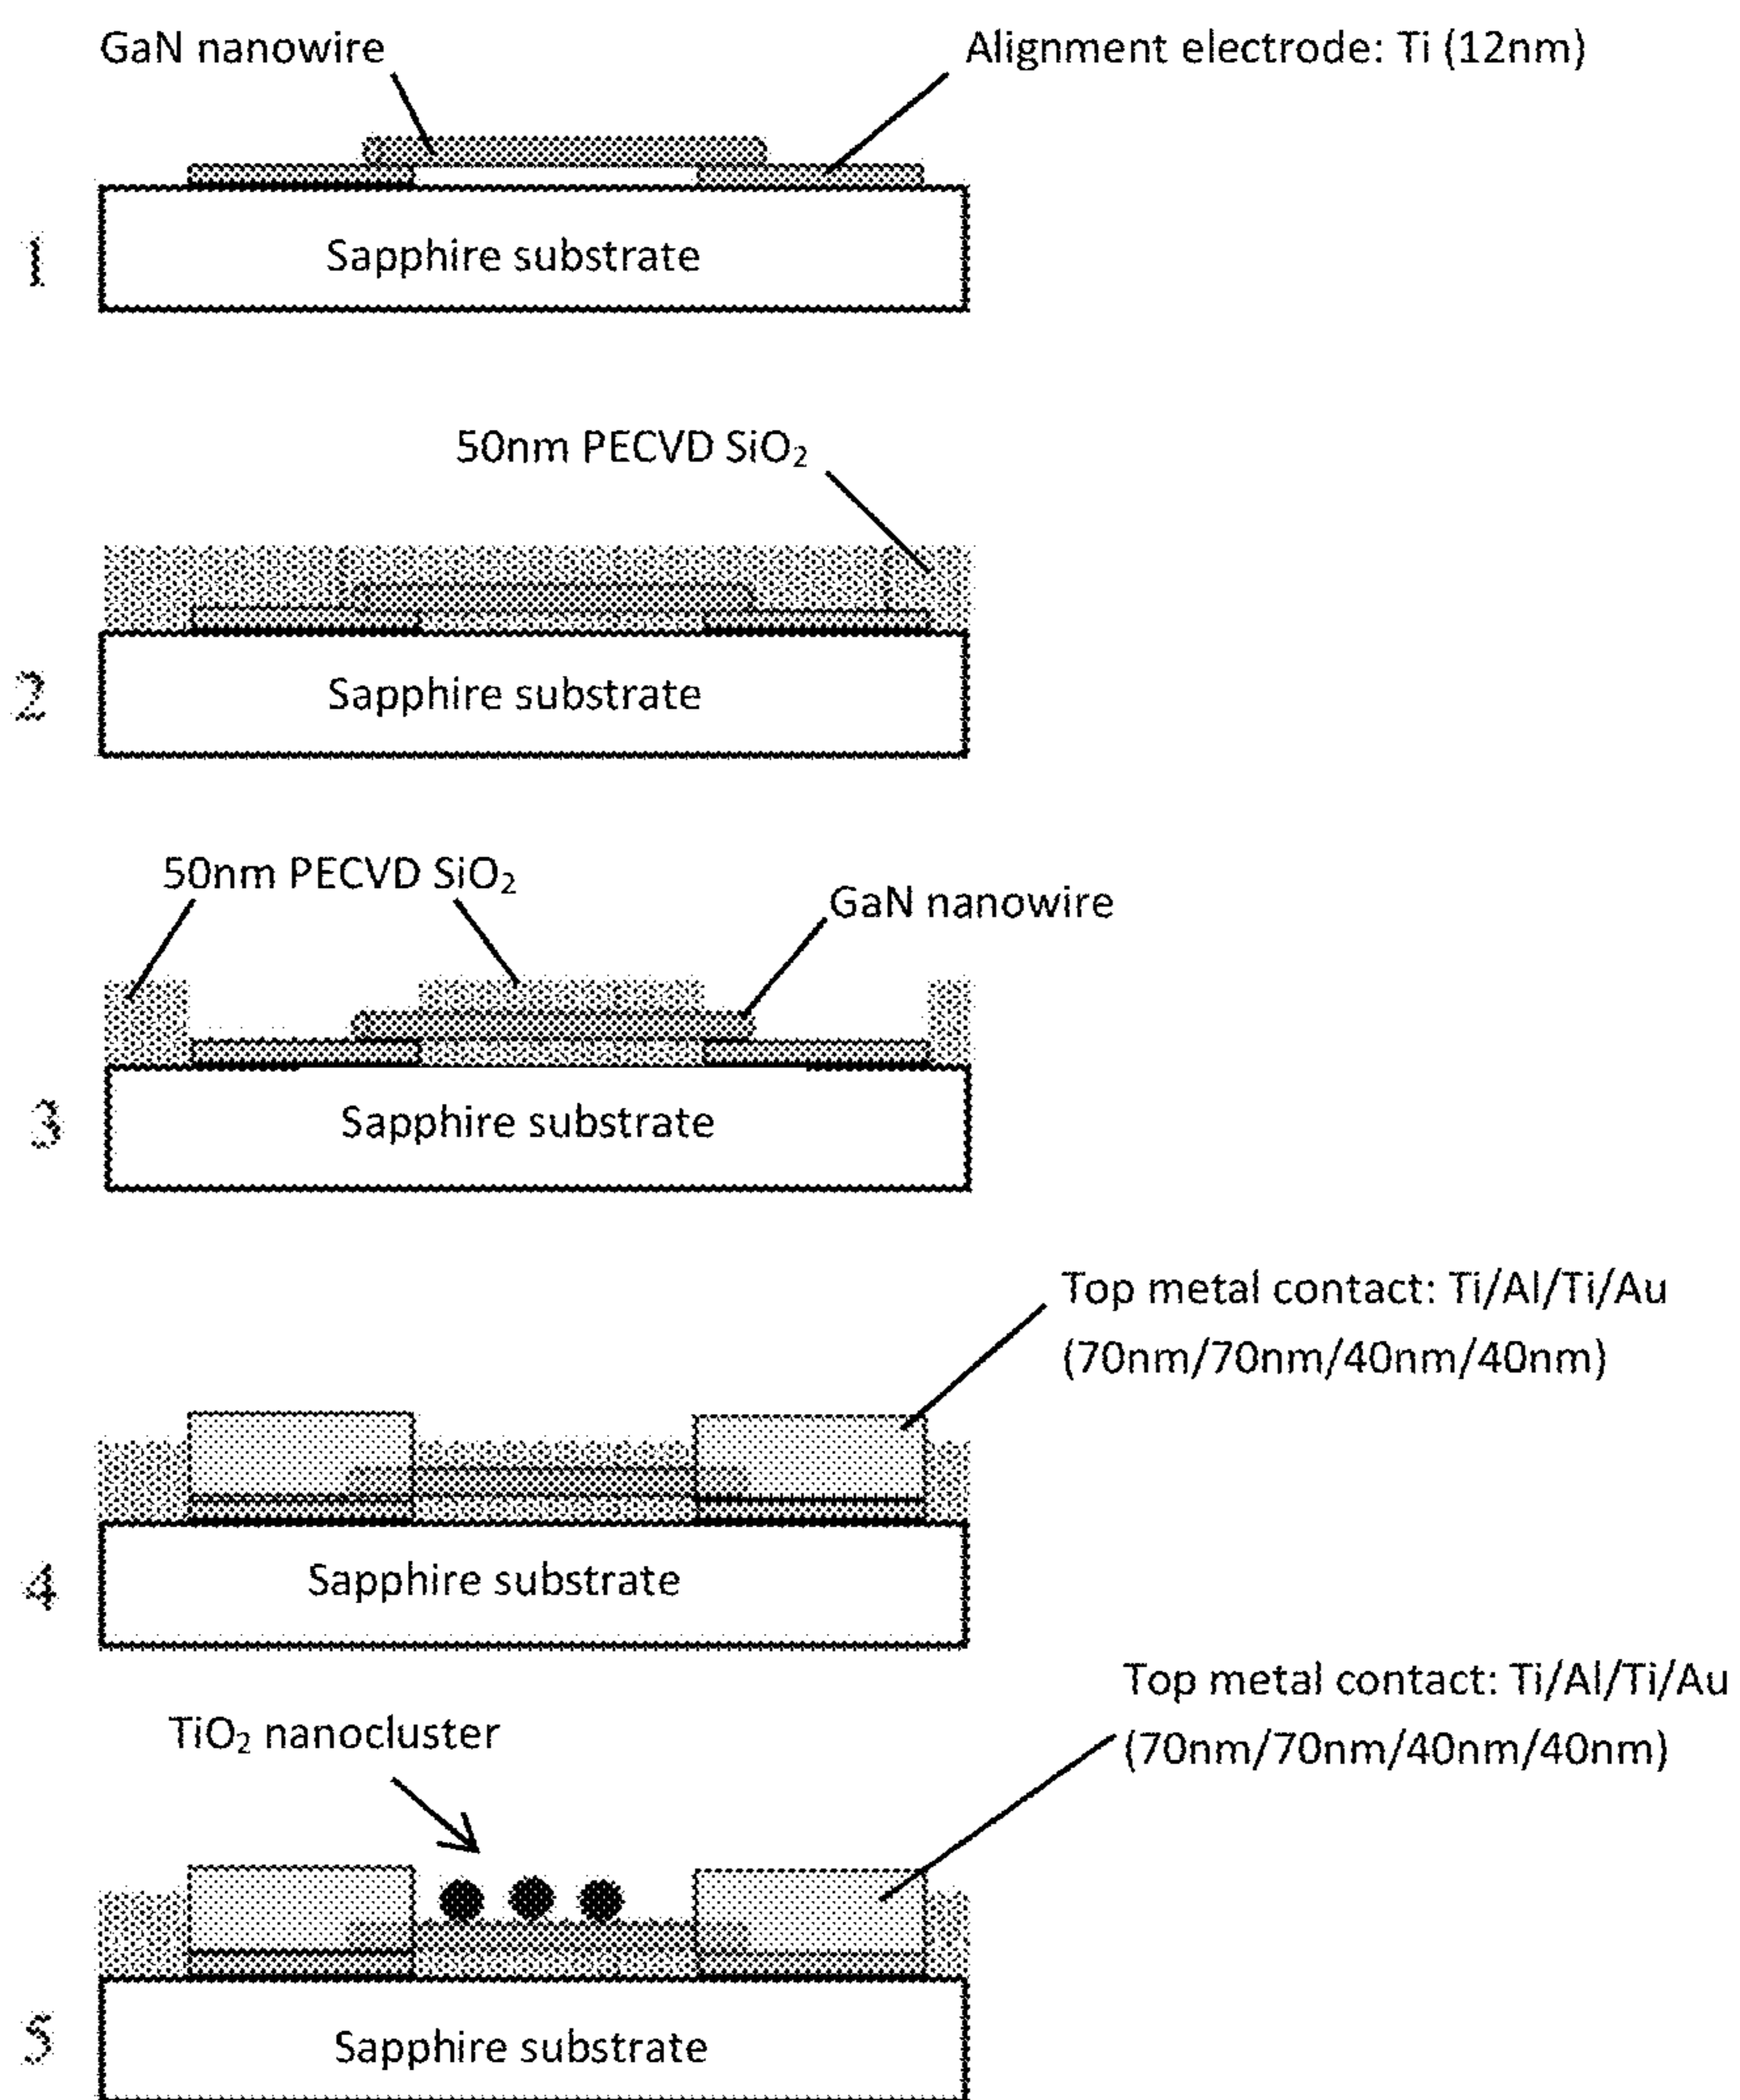 GaN nanowire
Alignment electrode: Ti (12nm)
Sapphire substrate
1
50nm PECVD SiO₂
Sapphire substrate
2
50nm PECVD SiO₂
GaN nanowire
Sapphire substrate
3
Top metal contact: Ti/Al/Ti/Au
(70nm/70nm/40nm/40nm)
Sapphire substrate
4
Top metal contact: Ti/Al/Ti/Au
(70nm/70nm/40nm/40nm)
TiO₂ nanocluster
Sapphire substrate
5